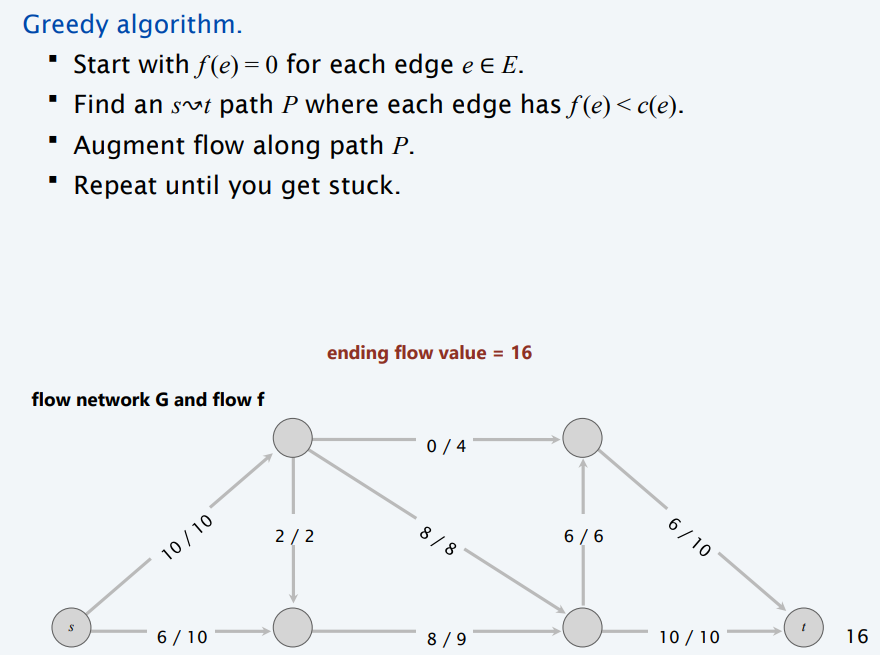 Greedy algorithm.
▪ Start with f(e) = 0 for each edge e ∈ E.
▪ Find an s⤳t path P where each edge has f(e) < c(e).
▪ Augment flow along path P.
▪ Repeat until you get stuck.
ending flow value = 16
flow network G and flow f
0 / 4
10 / 10
2 / 2
8 / 8
6 / 6
6 / 10
s
6 / 10
8 / 9
10 / 10
t
16